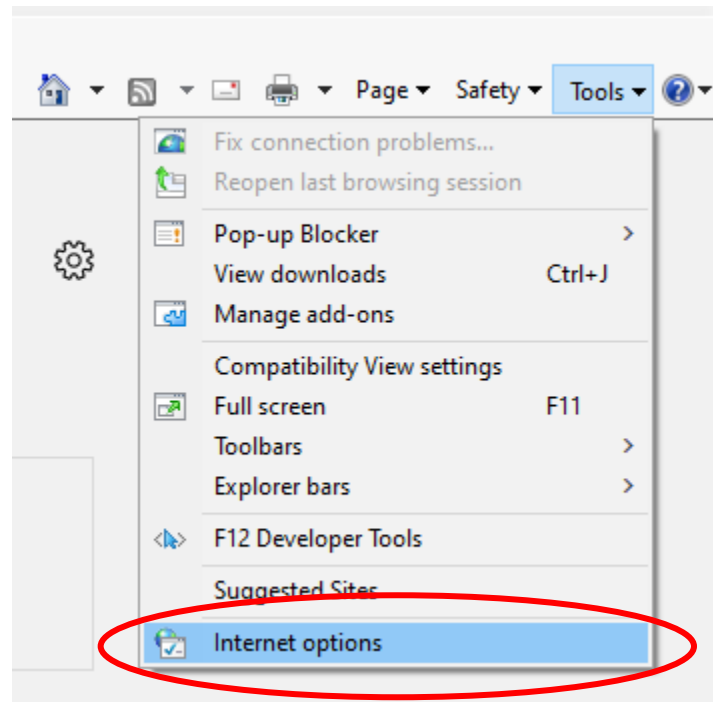 Page Safety Tools
Fix connection problems...
Reopen last browsing session
Pop-up Blocker
View downloads Ctrl+J
Manage add-ons
Compatibility View settings
Full screen F11
Toolbars
Explorer bars
F12 Developer Tools
Suggested Sites
Internet options